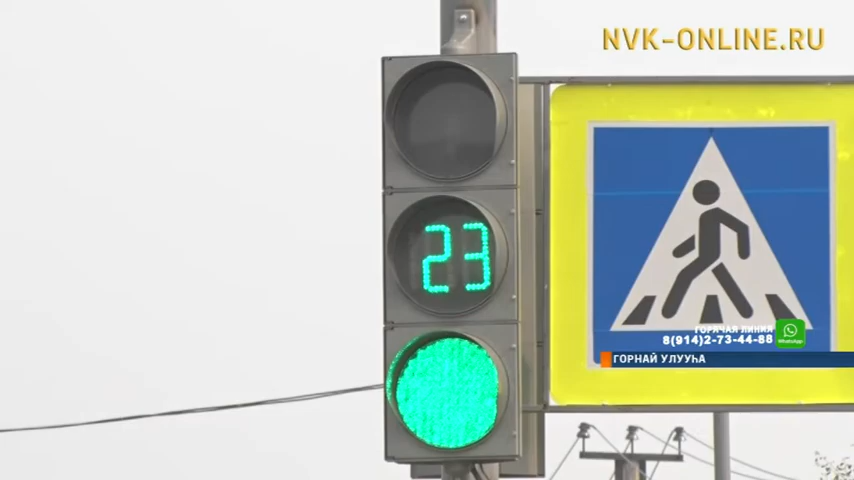 NVK-ONLINE.RU
23
ГОРЯЧАЯ ЛИНИЯ
8(914)2-73-44-88
WhatsApp
ГОРНАЙ УЛУУҺА